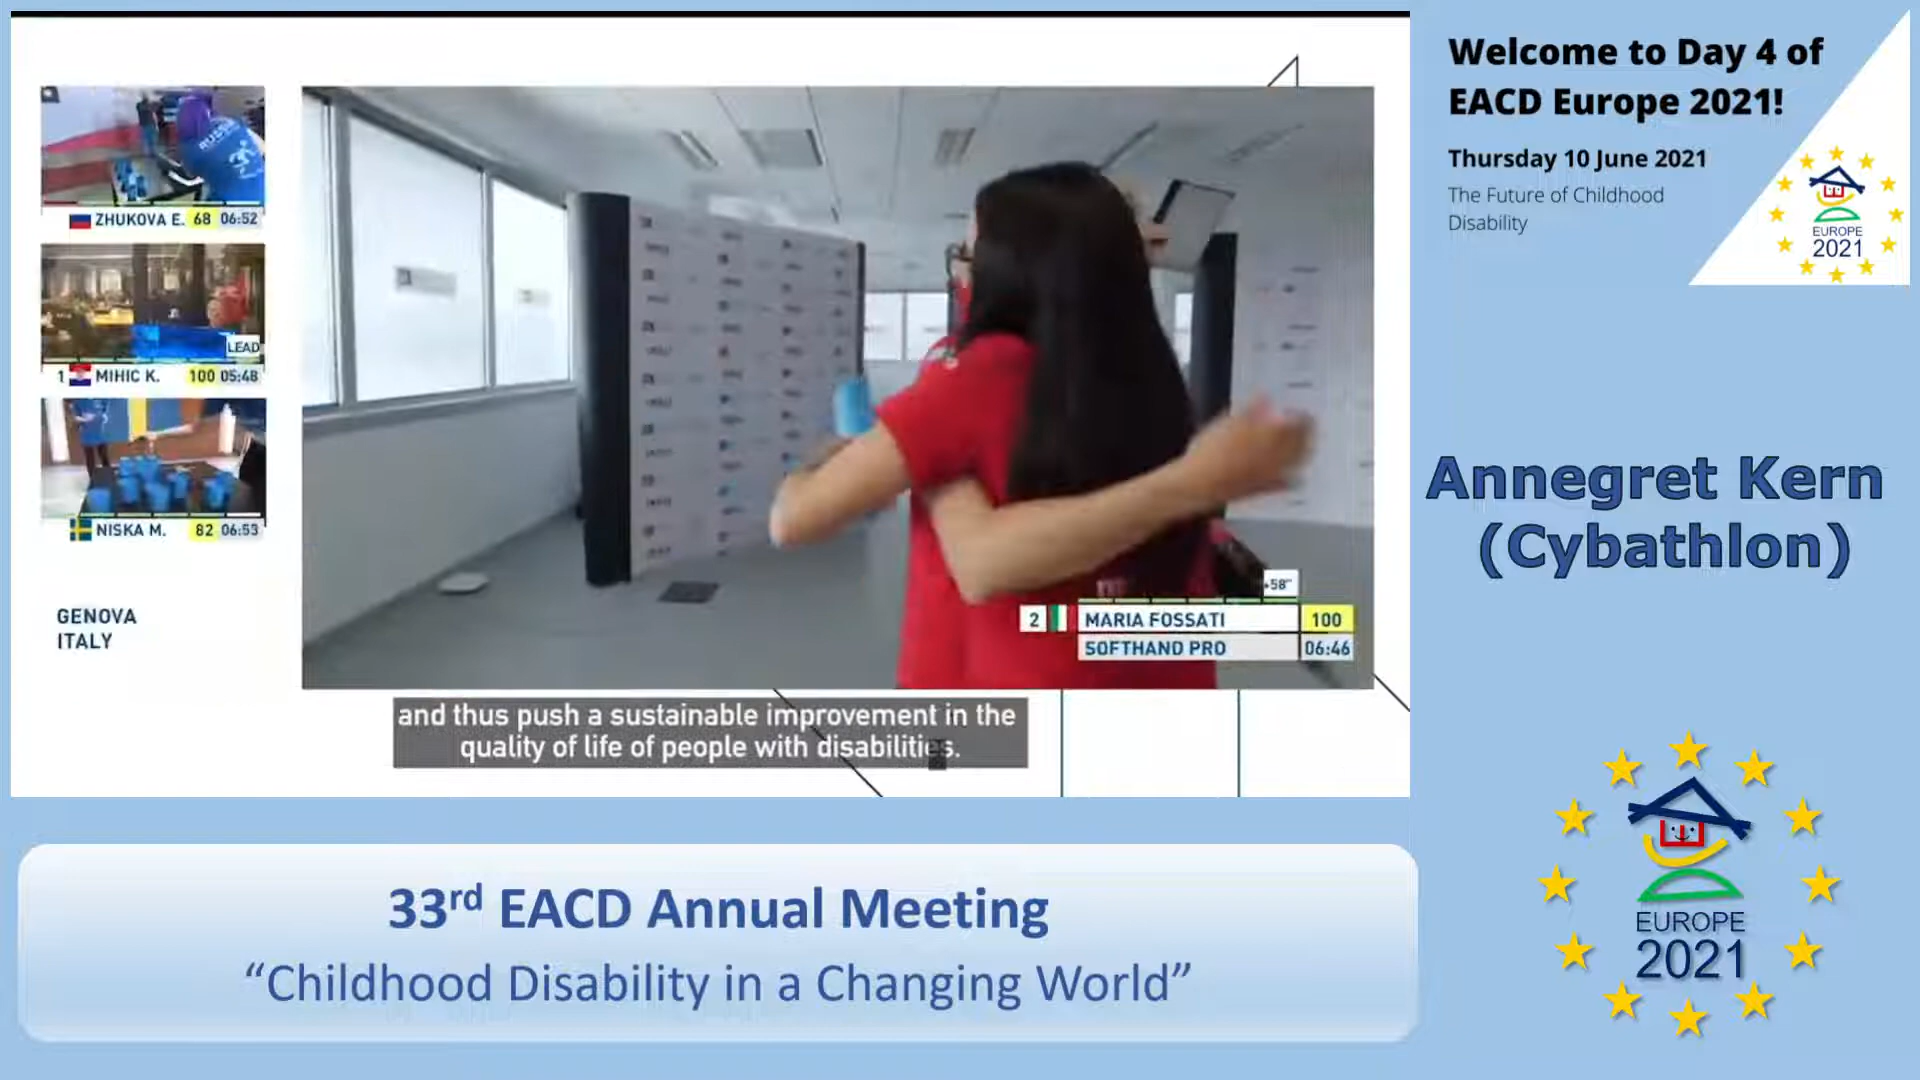 RUSSIA
ZHUKOVA E. 68 06:52
LEAD
1 MIHIC K. 100 05:48
NISKA M. 82 06:53
GENOVA
ITALY
+58"
2 MARIA FOSSATI 100
SOFTHAND PRO 06:46
and thus push a sustainable improvement in the
quality of life of people with disabilities.
Welcome to Day 4 of
EACD Europe 2021!
Thursday 10 June 2021
The Future of Childhood
Disability
EUROPE
2021
Annegret Kern
(Cybathlon)
EUROPE
2021
33rd EACD Annual Meeting
“Childhood Disability in a Changing World”